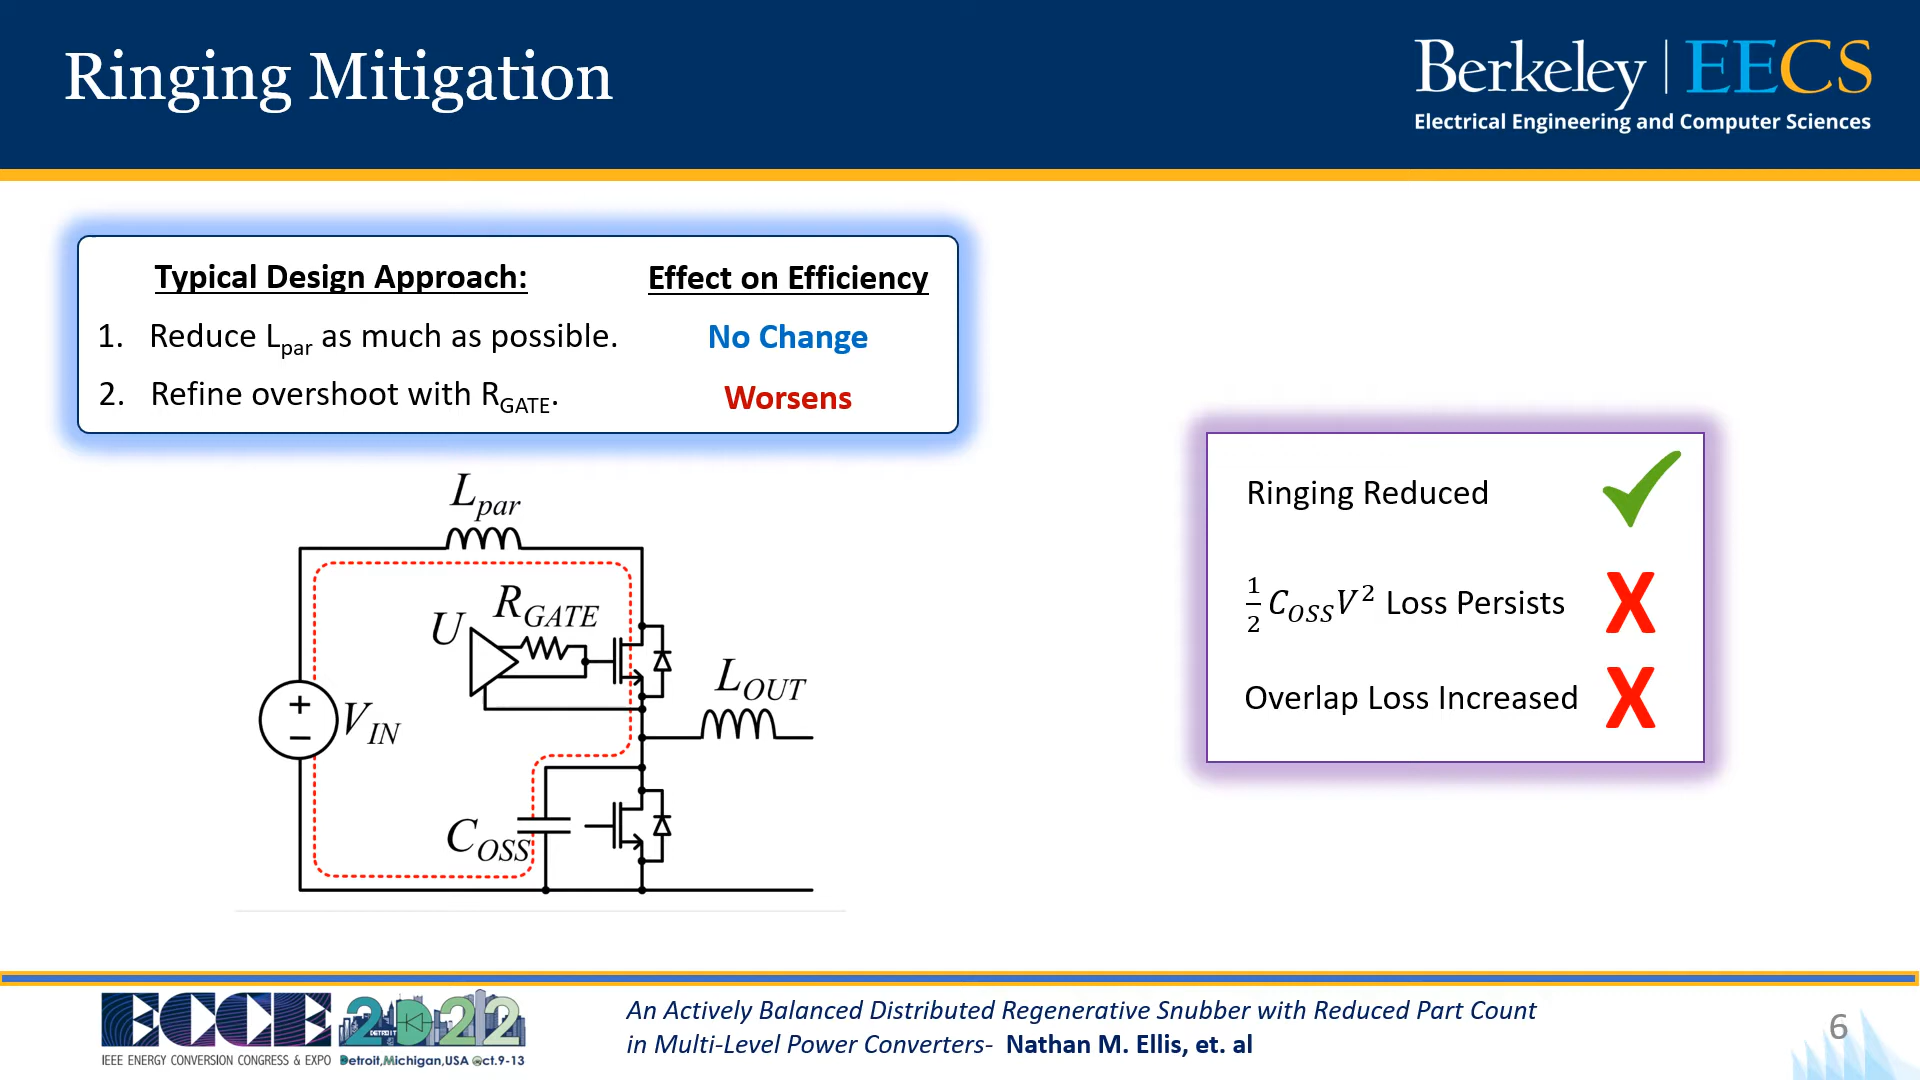 Ringing Mitigation
Berkeley | EECS
Electrical Engineering and Computer Sciences
Typical Design Approach: Effect on Efficiency
1. Reduce Lpar as much as possible. No Change
2. Refine overshoot with RGATE. Worsens
Lpar
RGATE
U
LOUT
+
−
VIN
COSS
Ringing Reduced
½ COSSV² Loss Persists X
Overlap Loss Increased X
ECCE 2022
DETROIT
IEEE ENERGY CONVERSION CONGRESS & EXPO Detroit,Michigan,USA Oct.9-13
An Actively Balanced Distributed Regenerative Snubber with Reduced Part Count
in Multi-Level Power Converters- Nathan M. Ellis, et. al
6